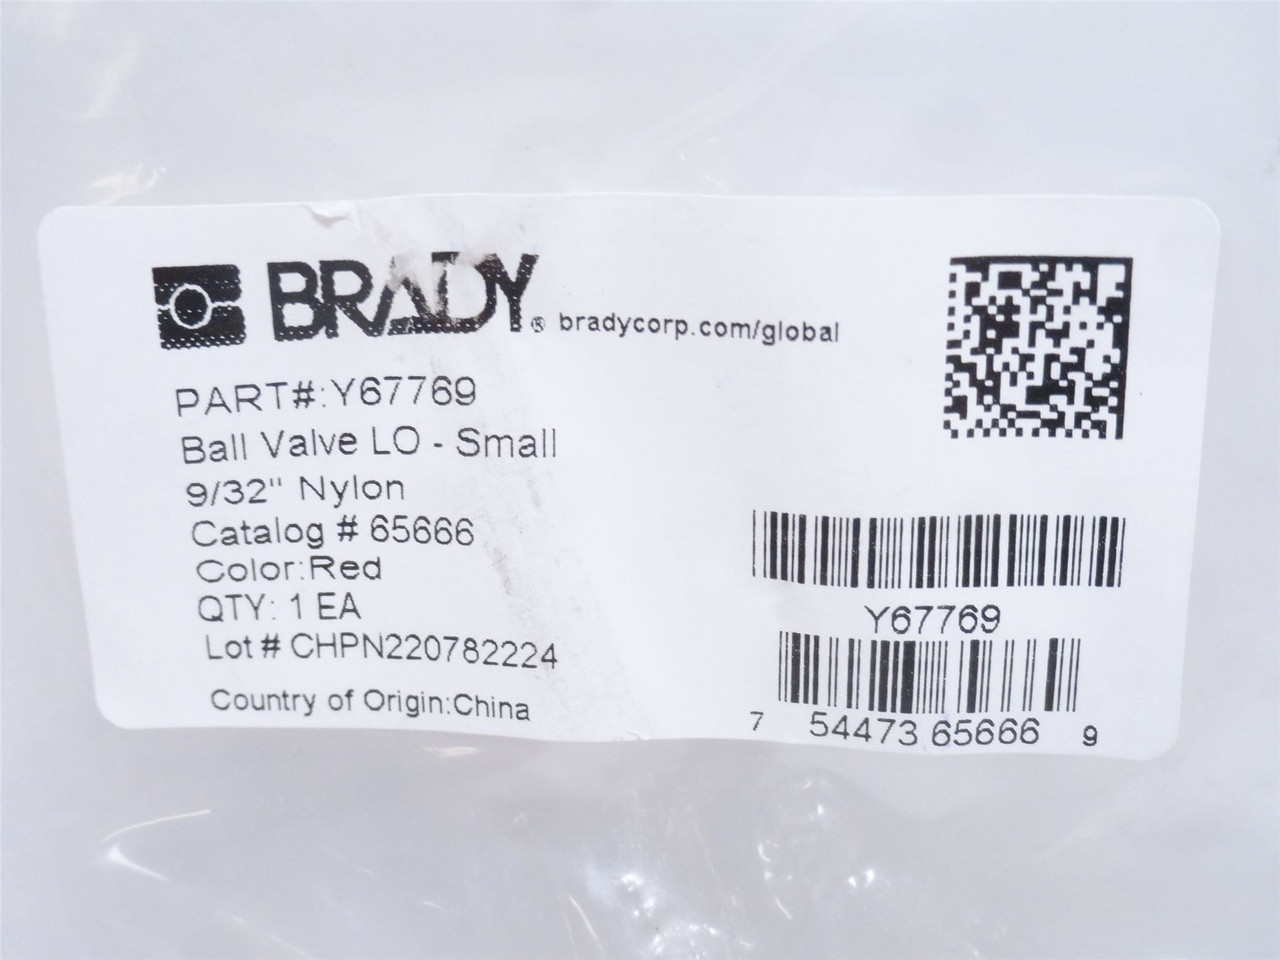 BRADY® bradycorp.com/global
PART#:Y67769
Ball Valve LO - Small
9/32" Nylon
Catalog # 65666
Color:Red
QTY: 1 EA
Lot # CHPN220782224
Country of Origin:China
Y67769
7 54473 65666 9